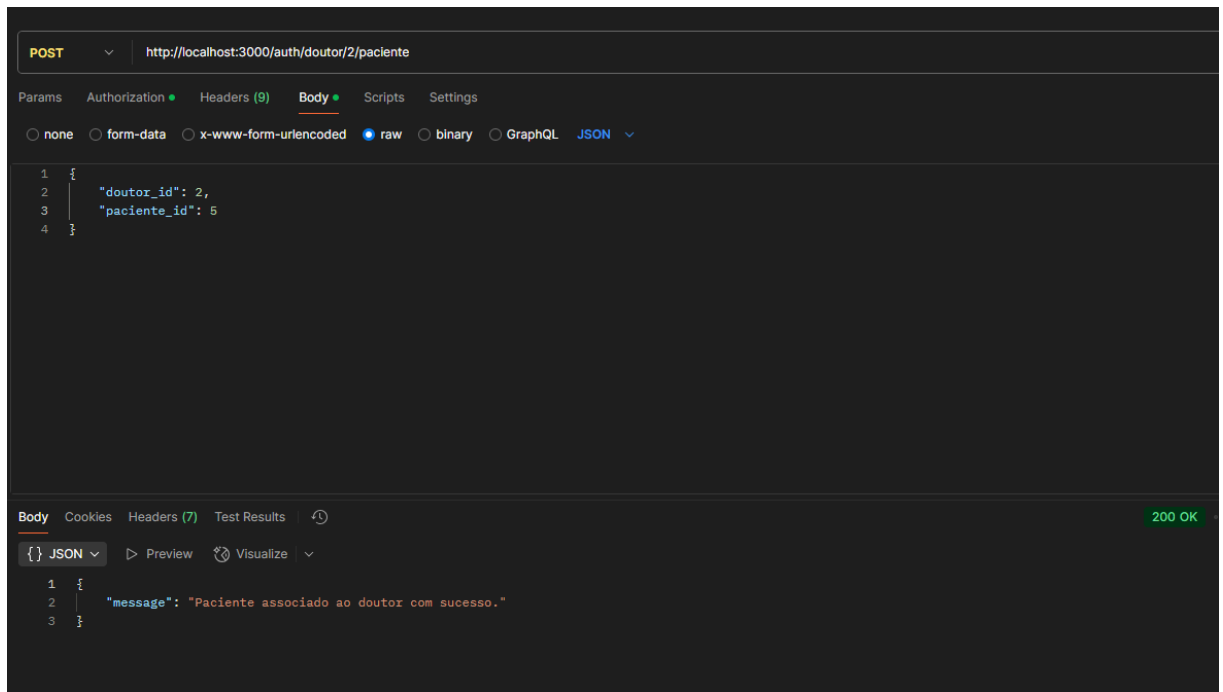 POST http://localhost:3000/auth/doutor/2/paciente
Params Authorization Headers (9) Body Scripts Settings
none form-data x-www-form-urlencoded raw binary GraphQL JSON
1 {
2 "doutor_id": 2,
3 "paciente_id": 5
4 }
Body Cookies Headers (7) Test Results 200 OK
{} JSON Preview Visualize
1 {
2 "message": "Paciente associado ao doutor com sucesso."
3 }